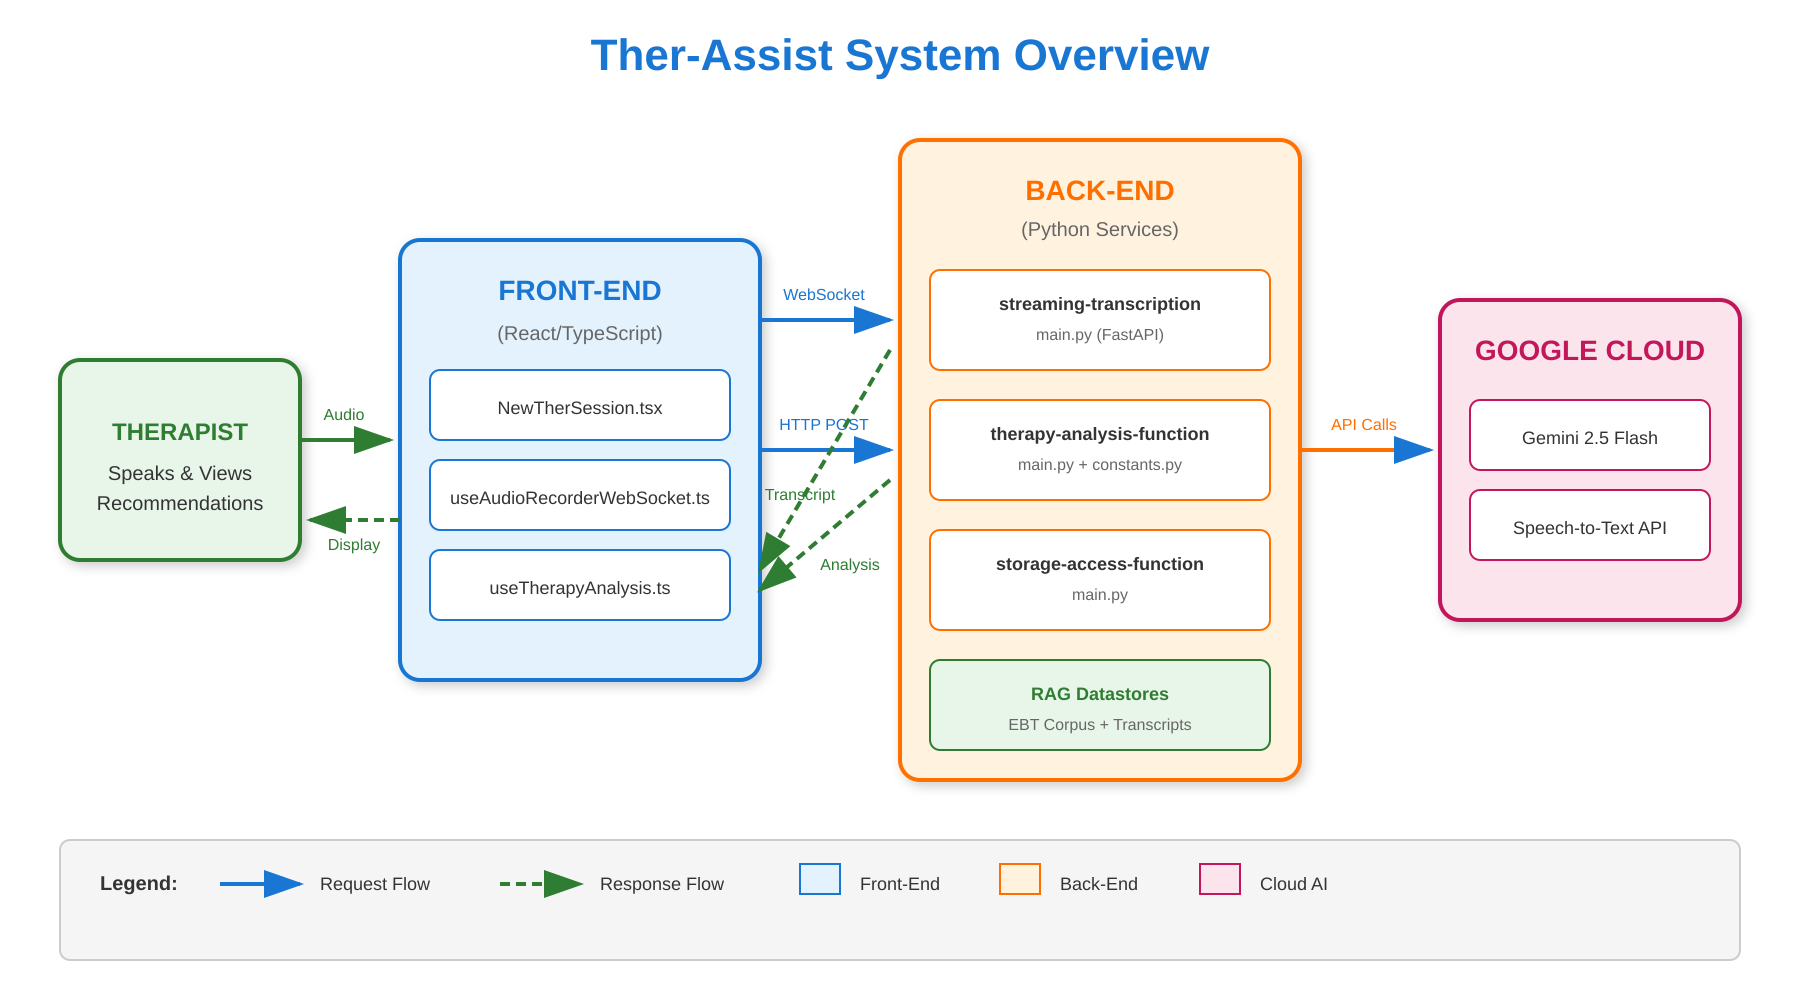 Ther-Assist System Overview
THERAPIST
Speaks & Views
Recommendations
Audio
Display
FRONT-END
(React/TypeScript)
NewTherSession.tsx
useAudioRecorderWebSocket.ts
useTherapyAnalysis.ts
WebSocket
HTTP POST
Transcript
Analysis
BACK-END
(Python Services)
streaming-transcription
main.py (FastAPI)
therapy-analysis-function
main.py + constants.py
storage-access-function
main.py
RAG Datastores
EBT Corpus + Transcripts
API Calls
GOOGLE CLOUD
Gemini 2.5 Flash
Speech-to-Text API
Legend:
Request Flow
Response Flow
Front-End
Back-End
Cloud AI